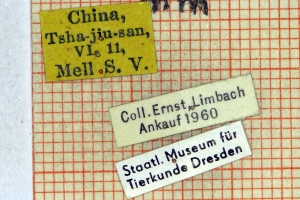 China,
Tsha-jiu-san,
VI. 11,
Mell S. V.
Coll. Ernst Limbach
Ankauf 1960
Staatl. Museum für
Tierkunde Dresden